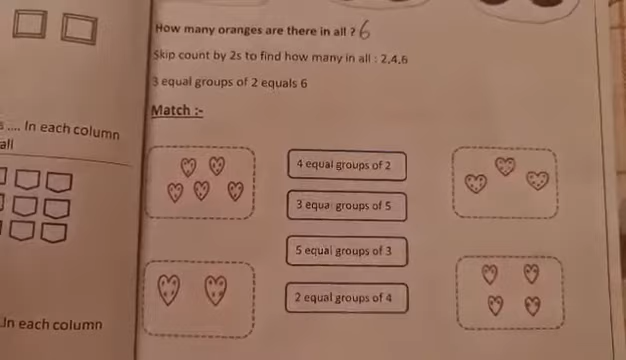 How many oranges are there in all ? 6
Skip count by 2s to find how many in all : 2,4,6
3 equal groups of 2 equals 6
Match :-
.... In each column
all
4 equal groups of 2
3 equal groups of 5
5 equal groups of 3
2 equal groups of 4
In each column